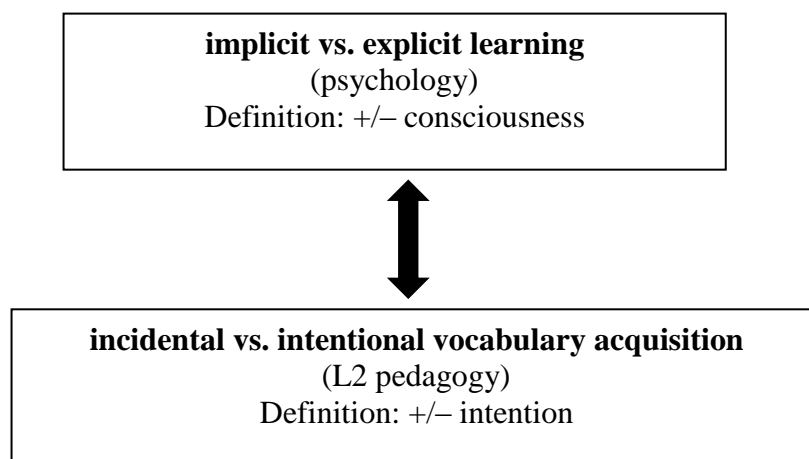 implicit vs. explicit learning
(psychology)
Definition: +/– consciousness
incidental vs. intentional vocabulary acquisition
(L2 pedagogy)
Definition: +/– intention